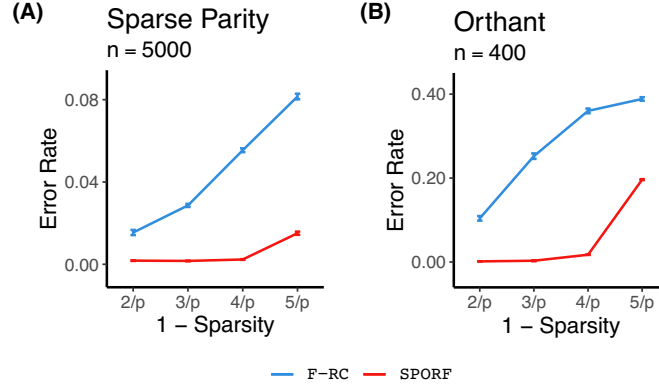 (A)
Sparse Parity
n = 5000
Error Rate
0.08
0.04
0.00
2/p 3/p 4/p 5/p
1 − Sparsity
(B)
Orthant
n = 400
Error Rate
0.40
0.20
0.00
2/p 3/p 4/p 5/p
1 − Sparsity
F−RC SPORF